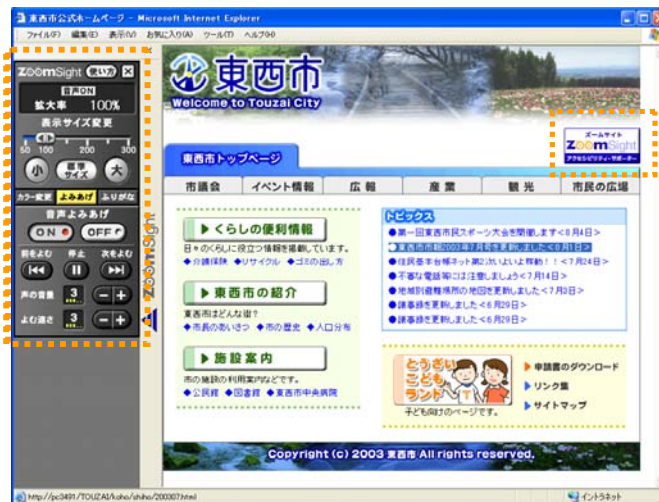 東西市公式ホームページ - Microsoft Internet Explorer
ファイル(F) 編集(E) 表示(V) お気に入り(A) ツール(T) ヘルプ(H)
ZoomSight 使い方
音声ON
拡大率 100%
表示サイズ変更
50 100 200 300
小 標準サイズ 大
カラー変更 よみあげ ふりがな
音声よみあげ
ON OFF
前をよむ 停止 次をよむ
声の音量 3 - +
よむ速さ 3 - +
ZoomSight
東西市
Welcome to Touzai City
ズームサイト
ZoomSight
アクセシビリティ・サポーター
東西市トップページ
市議会 イベント情報 広報 産業 観光 市民の広場
くらしの便利情報
日々のくらしに役立つ情報を掲載しています。
◆介護保険 ◆リサイクル ◆ゴミの出し方
東西市の紹介
東西市はどんな街?
◆市長のあいさつ ◆市の歴史 ◆人口分布
施設案内
市の施設の利用案内などです。
◆公民館 ◆図書館 ◆東西市中央病院
トピックス
●第一回東西市民スポーツ大会を開催します<8月4日>
●東西市市報2003年7月号を更新しました<8月1日>
●住民基本台帳ネット第2次いよいよ稼動!!<7月24日>
●不審な電話等には注意しましょう<7月14日>
●地域別避難場所の地図を更新しました<7月3日>
●議事録を更新しました<6月29日>
●議事録を更新しました<6月29日>
とうざいこどもランド
子ども向けのページです。
申請書のダウンロード
リンク集
サイトマップ
Copyright (c) 2003 東西市 All rights reserved.
http://pc3491/TOUZAI/koho/shiho/200307.html
イントラネット